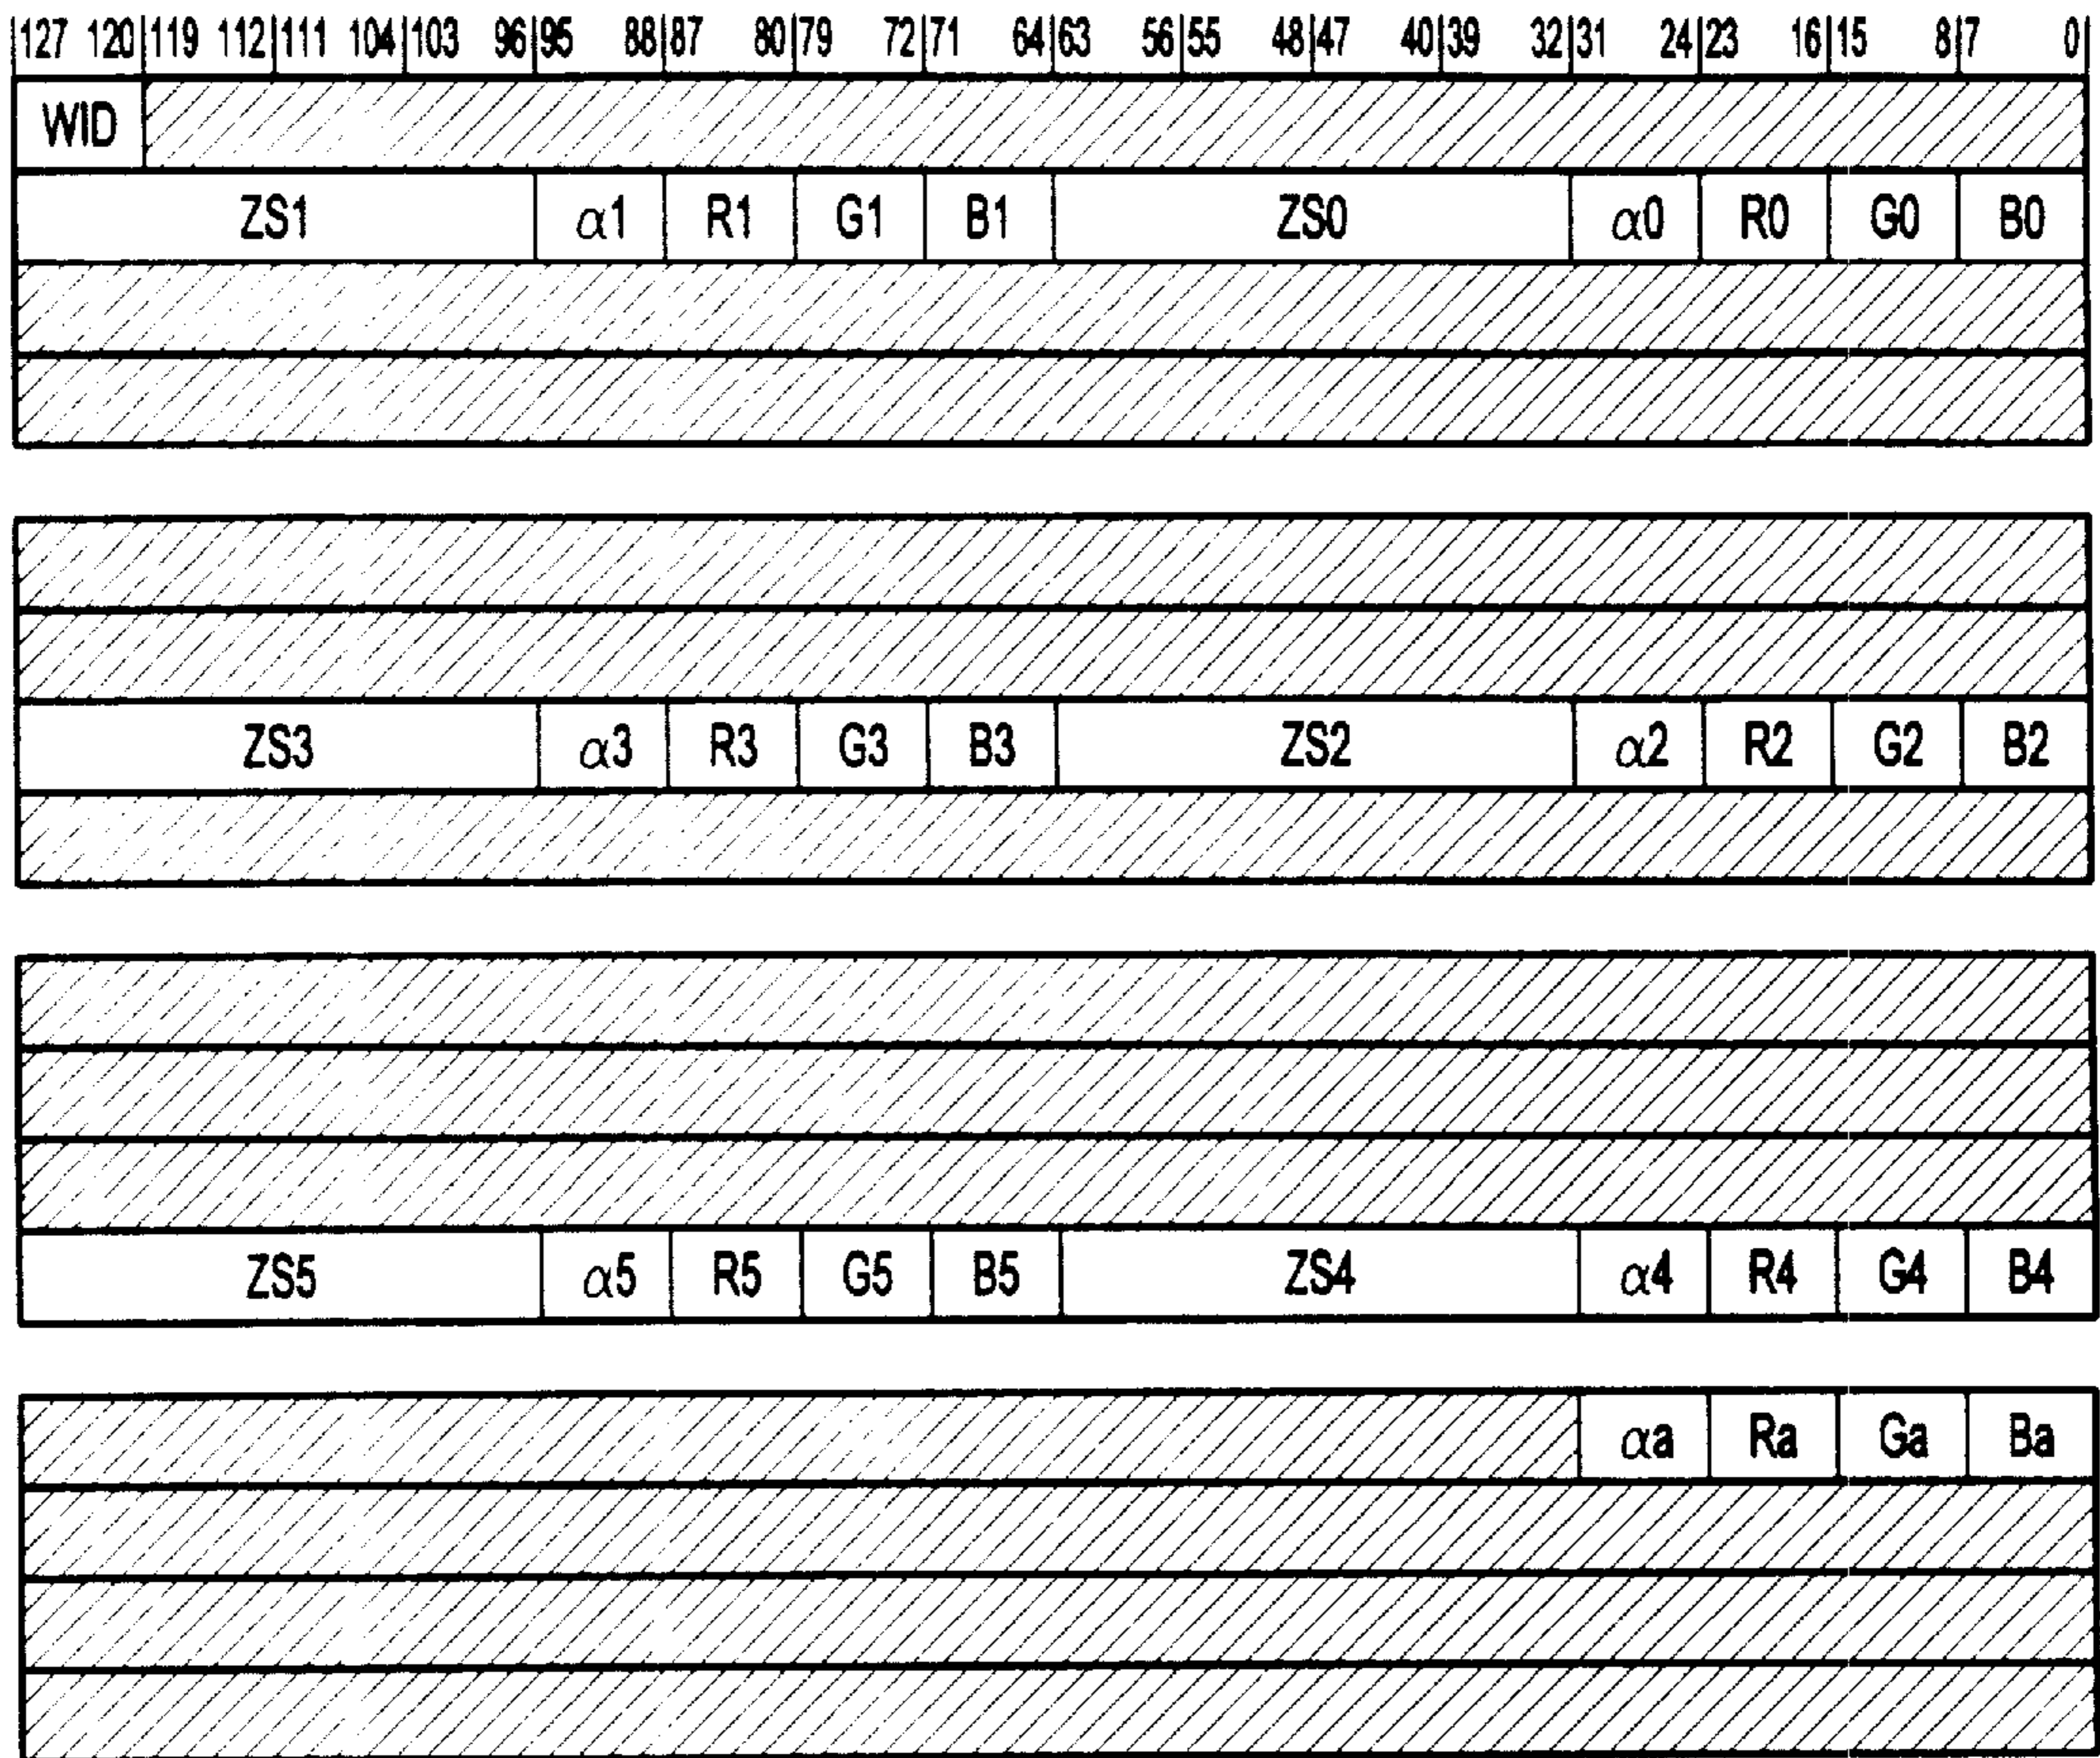 127 120 119 112 111 104 103 96 95 88 87 80 79 72 71 64 63 56 55 48 47 40 39 32 31 24 23 16 15 8 7 0
WID
ZS1 α1 R1 G1 B1 ZS0 α0 R0 G0 B0
ZS3 α3 R3 G3 B3 ZS2 α2 R2 G2 B2
ZS5 α5 R5 G5 B5 ZS4 α4 R4 G4 B4
αa Ra Ga Ba